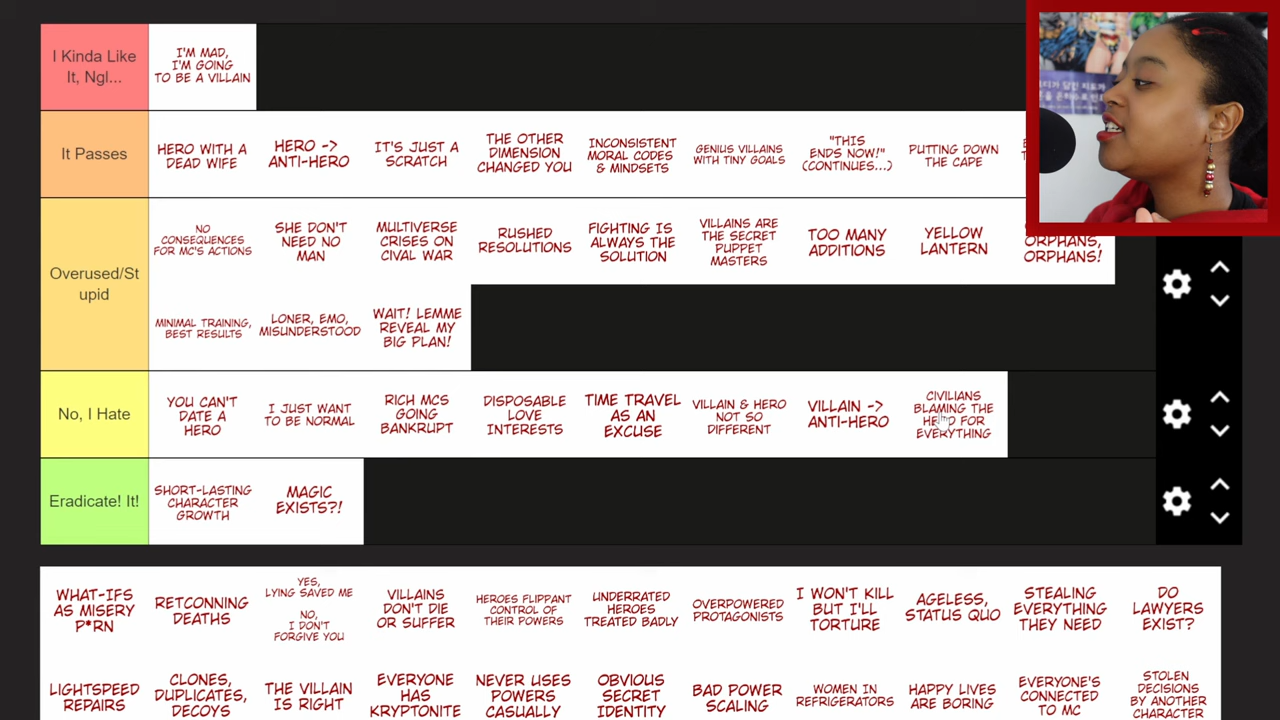 I Kinda Like
It, Ngl...
I'M MAD,
I'M GOING
TO BE A VILLAIN
It Passes
HERO WITH A
DEAD WIFE
HERO ->
ANTI-HERO
IT'S JUST A
SCRATCH
THE OTHER
DIMENSION
CHANGED YOU
INCONSISTENT
MORAL CODES
& MINDSETS
GENIUS VILLAINS
WITH TINY GOALS
"THIS
ENDS NOW!"
(CONTINUES...)
PUTTING DOWN
THE CAPE
Overused/St
upid
NO
CONSEQUENCES
FOR MC'S ACTIONS
SHE DON'T
NEED NO
MAN
MULTIVERSE
CRISES ON
CIVAL WAR
RUSHED
RESOLUTIONS
FIGHTING IS
ALWAYS THE
SOLUTION
VILLAINS ARE
THE SECRET
PUPPET
MASTERS
TOO MANY
ADDITIONS
YELLOW
LANTERN
ORPHANS,
ORPHANS!
MINIMAL TRAINING,
BEST RESULTS
LONER, EMO,
MISUNDERSTOOD
WAIT! LEMME
REVEAL MY
BIG PLAN!
No, I Hate
YOU CAN'T
DATE A
HERO
I JUST WANT
TO BE NORMAL
RICH MCS
GOING
BANKRUPT
DISPOSABLE
LOVE
INTERESTS
TIME TRAVEL
AS AN
EXCUSE
VILLAIN & HERO
NOT SO
DIFFERENT
VILLAIN ->
ANTI-HERO
CIVILIANS
BLAMING THE
FOR
EVERYTHING
Eradicate! It!
SHORT-LASTING
CHARACTER
GROWTH
MAGIC
EXISTS?!
WHAT-IFS
AS MISERY
P*RN
RETCONNING
DEATHS
YES,
LYING SAVED ME
NO,
I DON'T
FORGIVE YOU
VILLAINS
DON'T DIE
OR SUFFER
HEROES FLIPPANT
CONTROL OF
THEIR POWERS
UNDERRATED
HEROES
TREATED BADLY
OVERPOWERED
PROTAGONISTS
I WON'T KILL
BUT I'LL
TORTURE
AGELESS,
STATUS QUO
STEALING
EVERYTHING
THEY NEED
DO
LAWYERS
EXIST?
LIGHTSPEED
REPAIRS
CLONES,
DUPLICATES,
DECOYS
THE VILLAIN
IS RIGHT
EVERYONE
HAS
KRYPTONITE
NEVER USES
POWERS
CASUALLY
OBVIOUS
SECRET
IDENTITY
BAD POWER
SCALING
WOMEN IN
REFRIGERATORS
HAPPY LIVES
ARE BORING
EVERYONE'S
CONNECTED
TO MC
STOLEN
DECISIONS
BY ANOTHER
CHARACTER